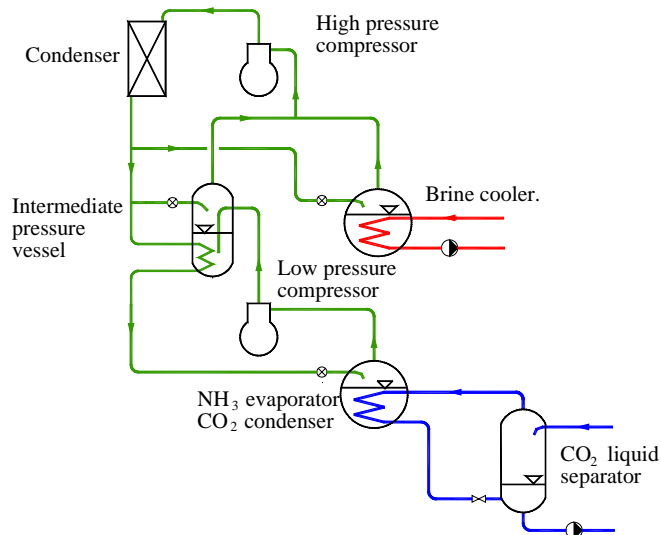 High pressure
compressor
Condenser
Intermediate
pressure
vessel
Brine cooler.
Low pressure
compressor
NH₃ evaporator
CO₂ condenser
CO₂ liquid
separator